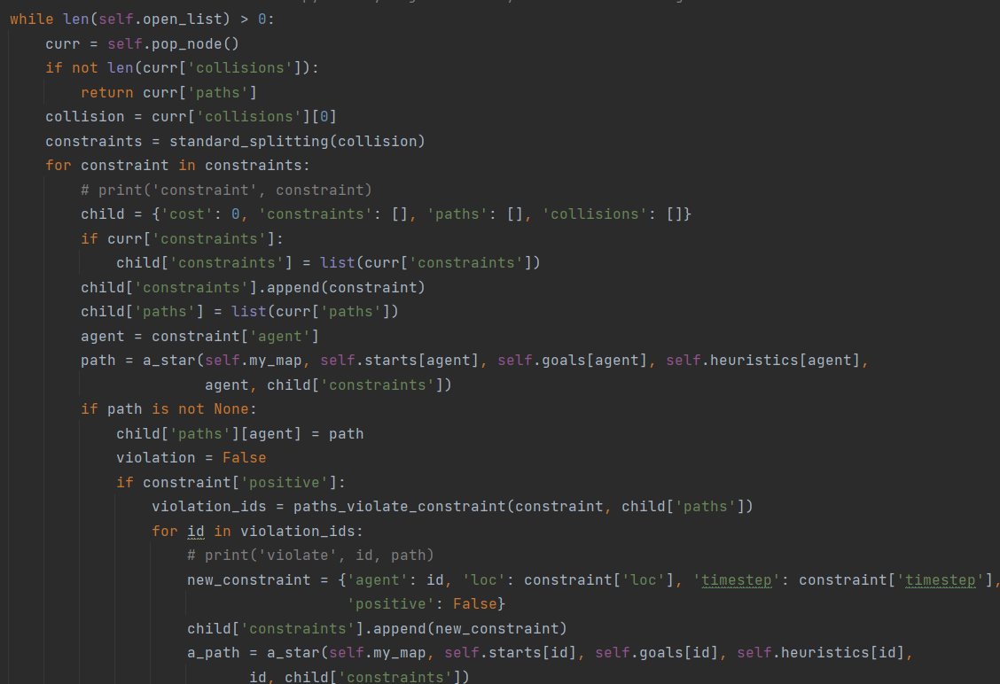 while len(self.open_list) > 0:
    curr = self.pop_node()
    if not len(curr['collisions']):
        return curr['paths']
    collision = curr['collisions'][0]
    constraints = standard_splitting(collision)
    for constraint in constraints:
        # print('constraint', constraint)
        child = {'cost': 0, 'constraints': [], 'paths': [], 'collisions': []}
        if curr['constraints']:
            child['constraints'] = list(curr['constraints'])
        child['constraints'].append(constraint)
        child['paths'] = list(curr['paths'])
        agent = constraint['agent']
        path = a_star(self.my_map, self.starts[agent], self.goals[agent], self.heuristics[agent],
                      agent, child['constraints'])
        if path is not None:
            child['paths'][agent] = path
            violation = False
            if constraint['positive']:
                violation_ids = paths_violate_constraint(constraint, child['paths'])
                for id in violation_ids:
                    # print('violate', id, path)
                    new_constraint = {'agent': id, 'loc': constraint['loc'], 'timestep': constraint['timestep'],
                                      'positive': False}
                    child['constraints'].append(new_constraint)
                    a_path = a_star(self.my_map, self.starts[id], self.goals[id], self.heuristics[id],
                           id, child['constraints'])